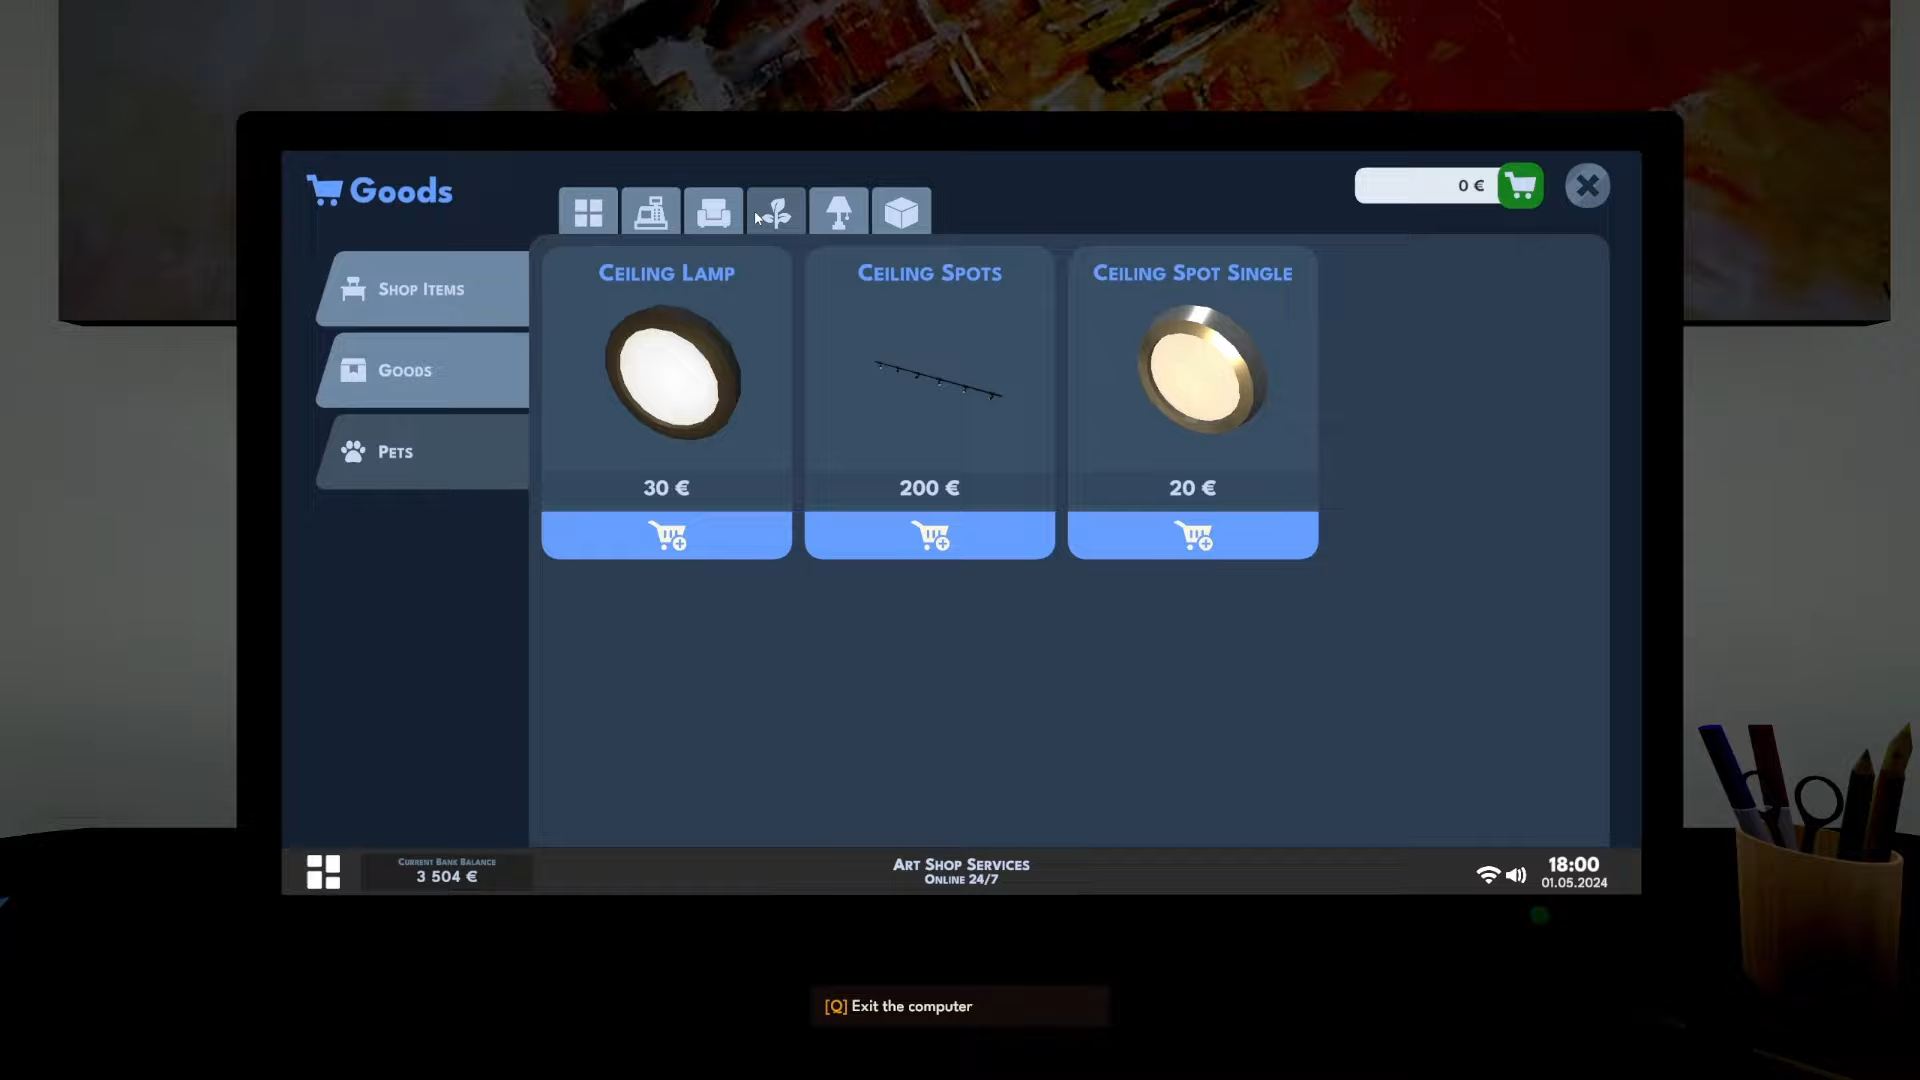 Goods
0 €
Shop Items
Goods
Pets
Ceiling Lamp
30 €
Ceiling Spots
200 €
Ceiling Spot Single
20 €
Current Bank Balance
3 504 €
Art Shop Services
Online 24/7
18:00
01.05.2024
[Q] Exit the computer